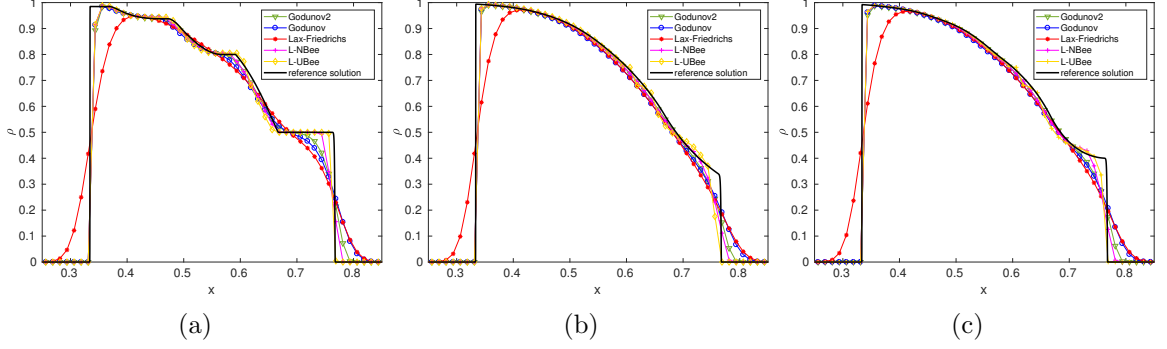 1
0.9
0.8
0.7
0.6
0.5
0.4
0.3
0.2
0.1
0
ρ
0.3 0.4 0.5 0.6 0.7 0.8
x
Godunov2
Godunov
Lax-Friedrichs
L-NBee
L-UBee
reference solution
(a)
1
0.9
0.8
0.7
0.6
0.5
0.4
0.3
0.2
0.1
0
ρ
0.3 0.4 0.5 0.6 0.7 0.8
x
Godunov2
Godunov
Lax-Friedrichs
L-NBee
L-UBee
reference solution
(b)
1
0.9
0.8
0.7
0.6
0.5
0.4
0.3
0.2
0.1
0
ρ
0.3 0.4 0.5 0.6 0.7 0.8
x
Godunov2
Godunov
Lax-Friedrichs
L-NBee
L-UBee
reference solution
(c)